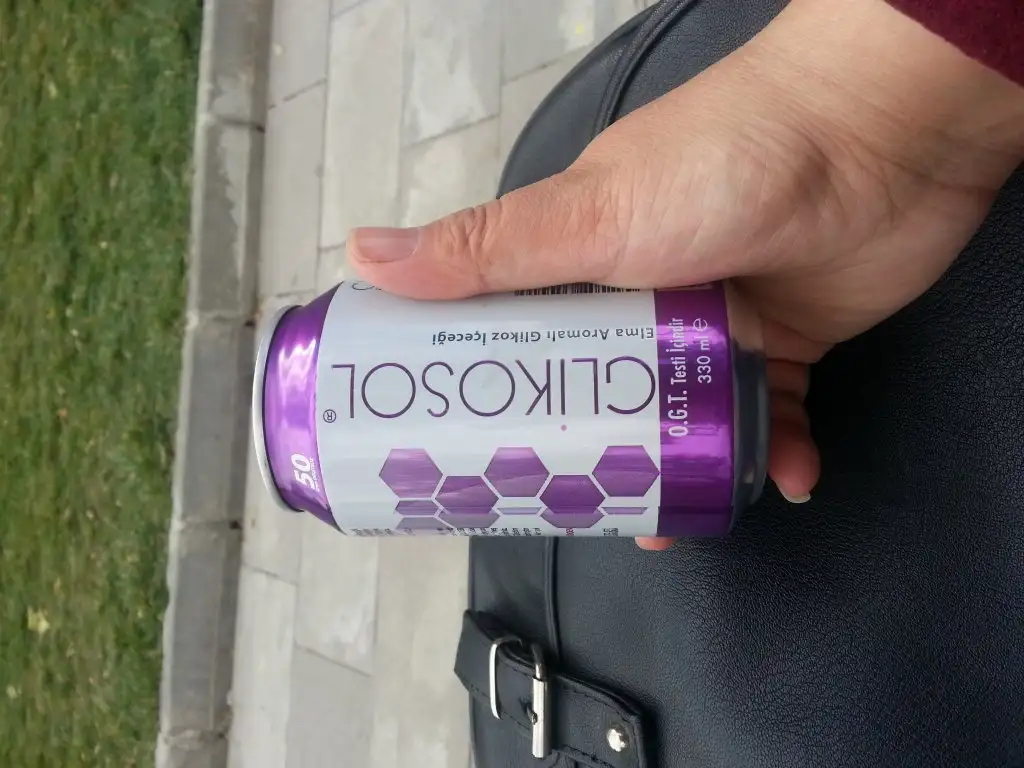 50
GLIKOSOL®
Elma Aromalı Glikoz İçeceği
O.G.T. Testi İçindir
330 ml e